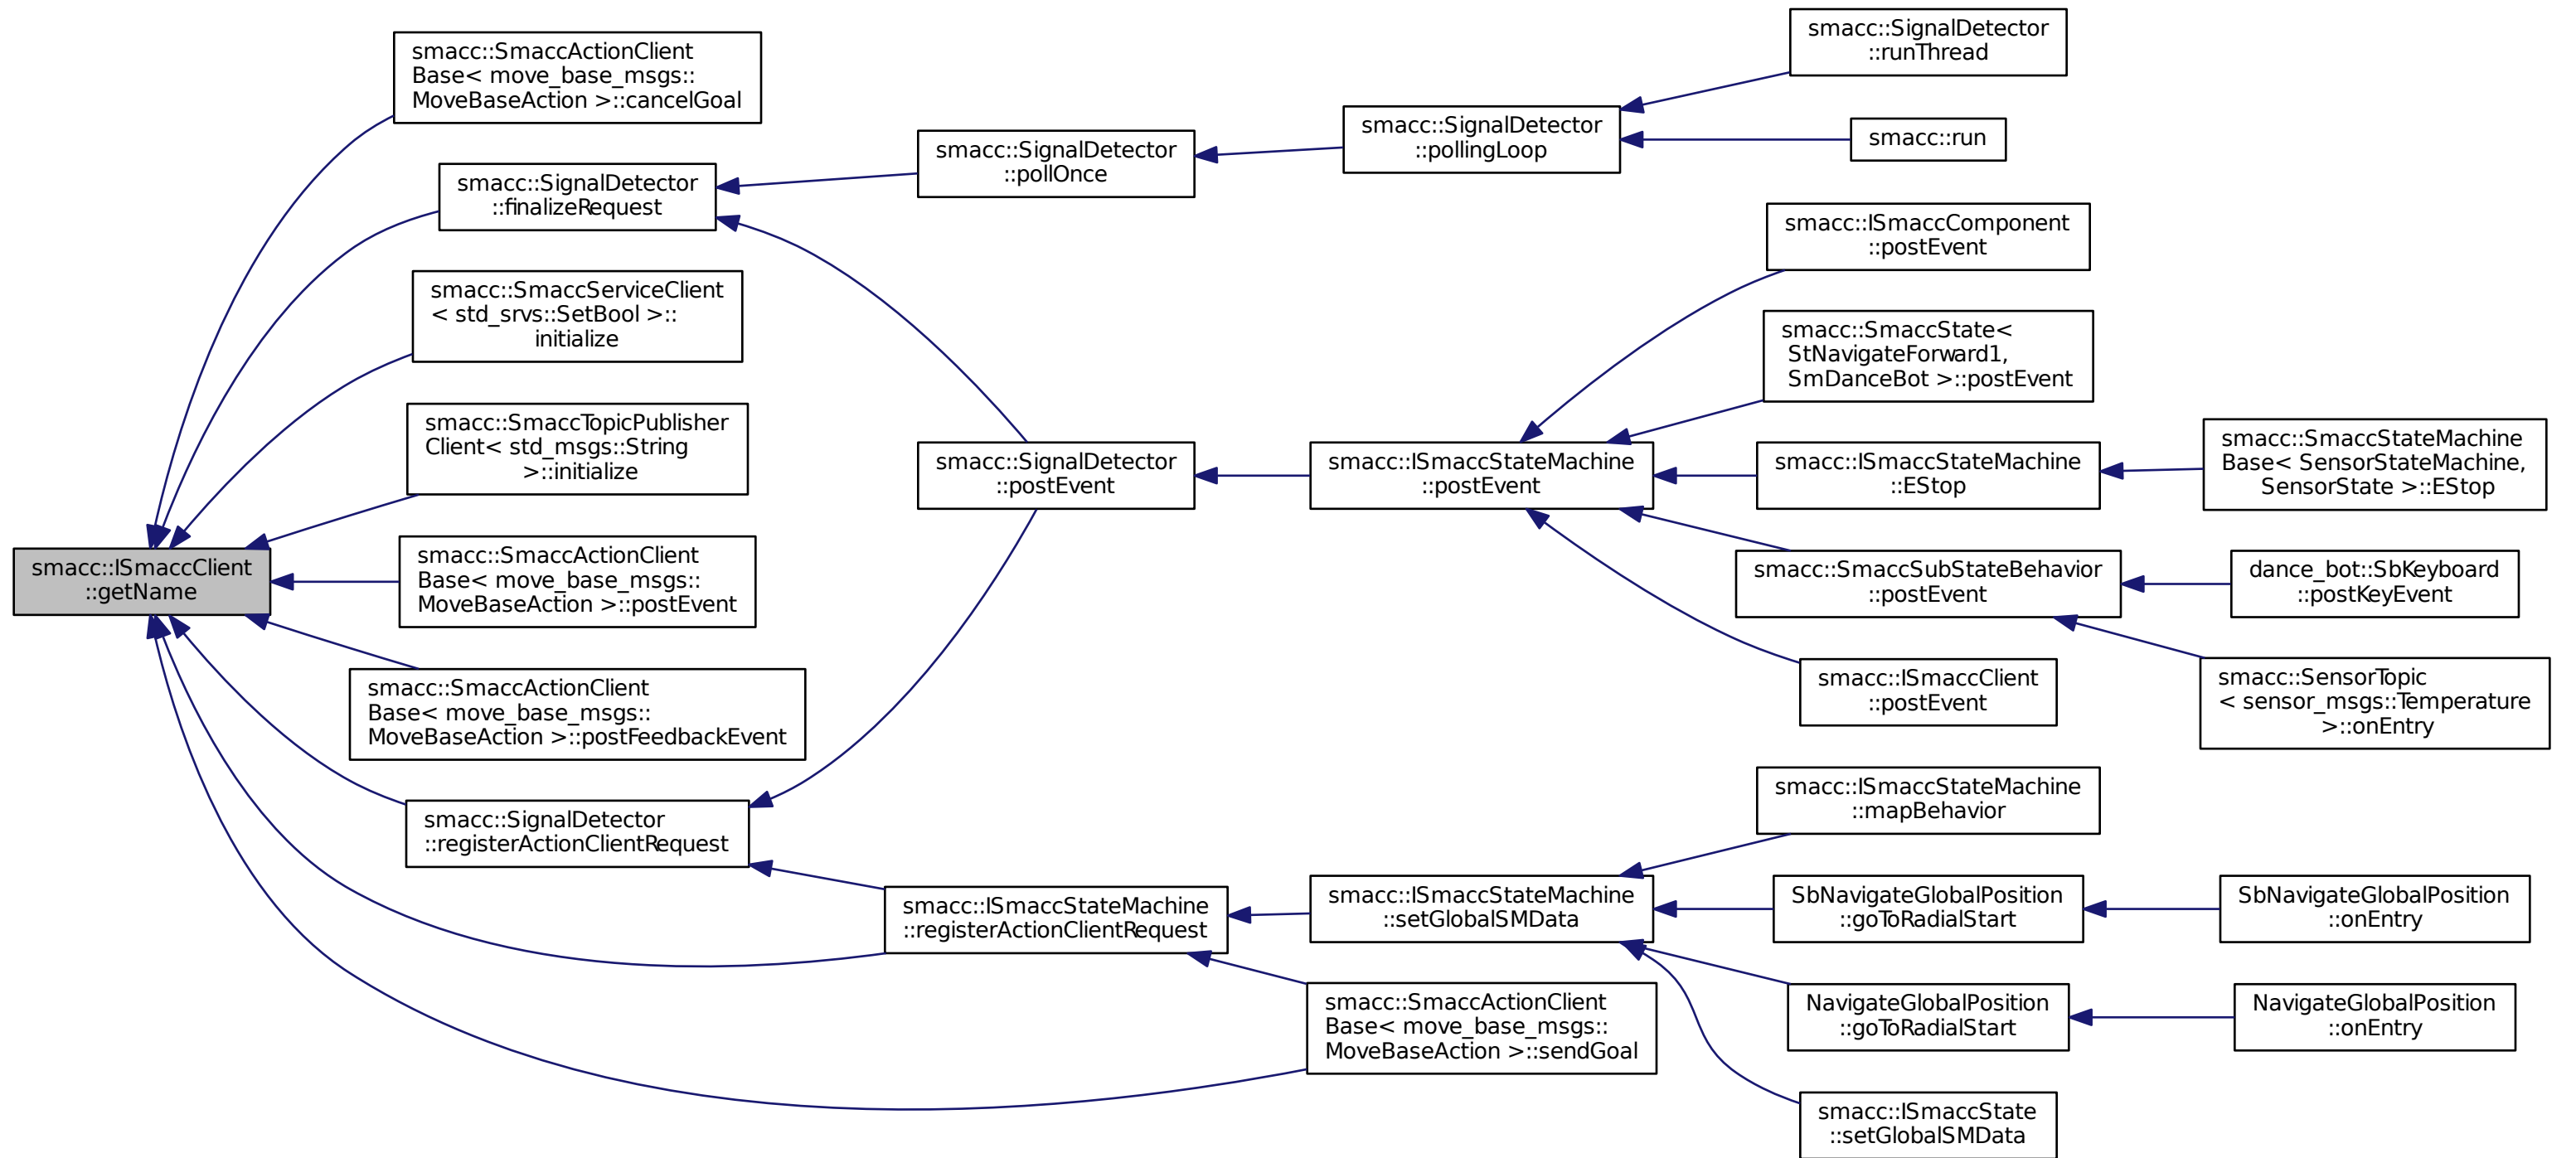 smacc::SmaccActionClient
Base< move_base_msgs::
MoveBaseAction >::cancelGoal
smacc::SignalDetector
::finalizeRequest
smacc::SmaccServiceClient
< std_srvs::SetBool >::
initialize
smacc::SmaccTopicPublisher
Client< std_msgs::String
>::initialize
smacc::ISmaccClient
::getName
smacc::SmaccActionClient
Base< move_base_msgs::
MoveBaseAction >::postEvent
smacc::SmaccActionClient
Base< move_base_msgs::
MoveBaseAction >::postFeedbackEvent
smacc::SignalDetector
::registerActionClientRequest
smacc::SignalDetector
::pollOnce
smacc::SignalDetector
::postEvent
smacc::ISmaccStateMachine
::registerActionClientRequest
smacc::SignalDetector
::pollingLoop
smacc::ISmaccStateMachine
::postEvent
smacc::ISmaccStateMachine
::setGlobalSMData
smacc::SmaccActionClient
Base< move_base_msgs::
MoveBaseAction >::sendGoal
smacc::SignalDetector
::runThread
smacc::run
smacc::ISmaccComponent
::postEvent
smacc::SmaccState<
StNavigateForward1,
SmDanceBot >::postEvent
smacc::ISmaccStateMachine
::EStop
smacc::SmaccSubStateBehavior
::postEvent
smacc::ISmaccClient
::postEvent
smacc::ISmaccStateMachine
::mapBehavior
SbNavigateGlobalPosition
::goToRadialStart
NavigateGlobalPosition
::goToRadialStart
smacc::ISmaccState
::setGlobalSMData
smacc::SmaccStateMachine
Base< SensorStateMachine,
SensorState >::EStop
dance_bot::SbKeyboard
::postKeyEvent
smacc::SensorTopic
< sensor_msgs::Temperature
>::onEntry
SbNavigateGlobalPosition
::onEntry
NavigateGlobalPosition
::onEntry